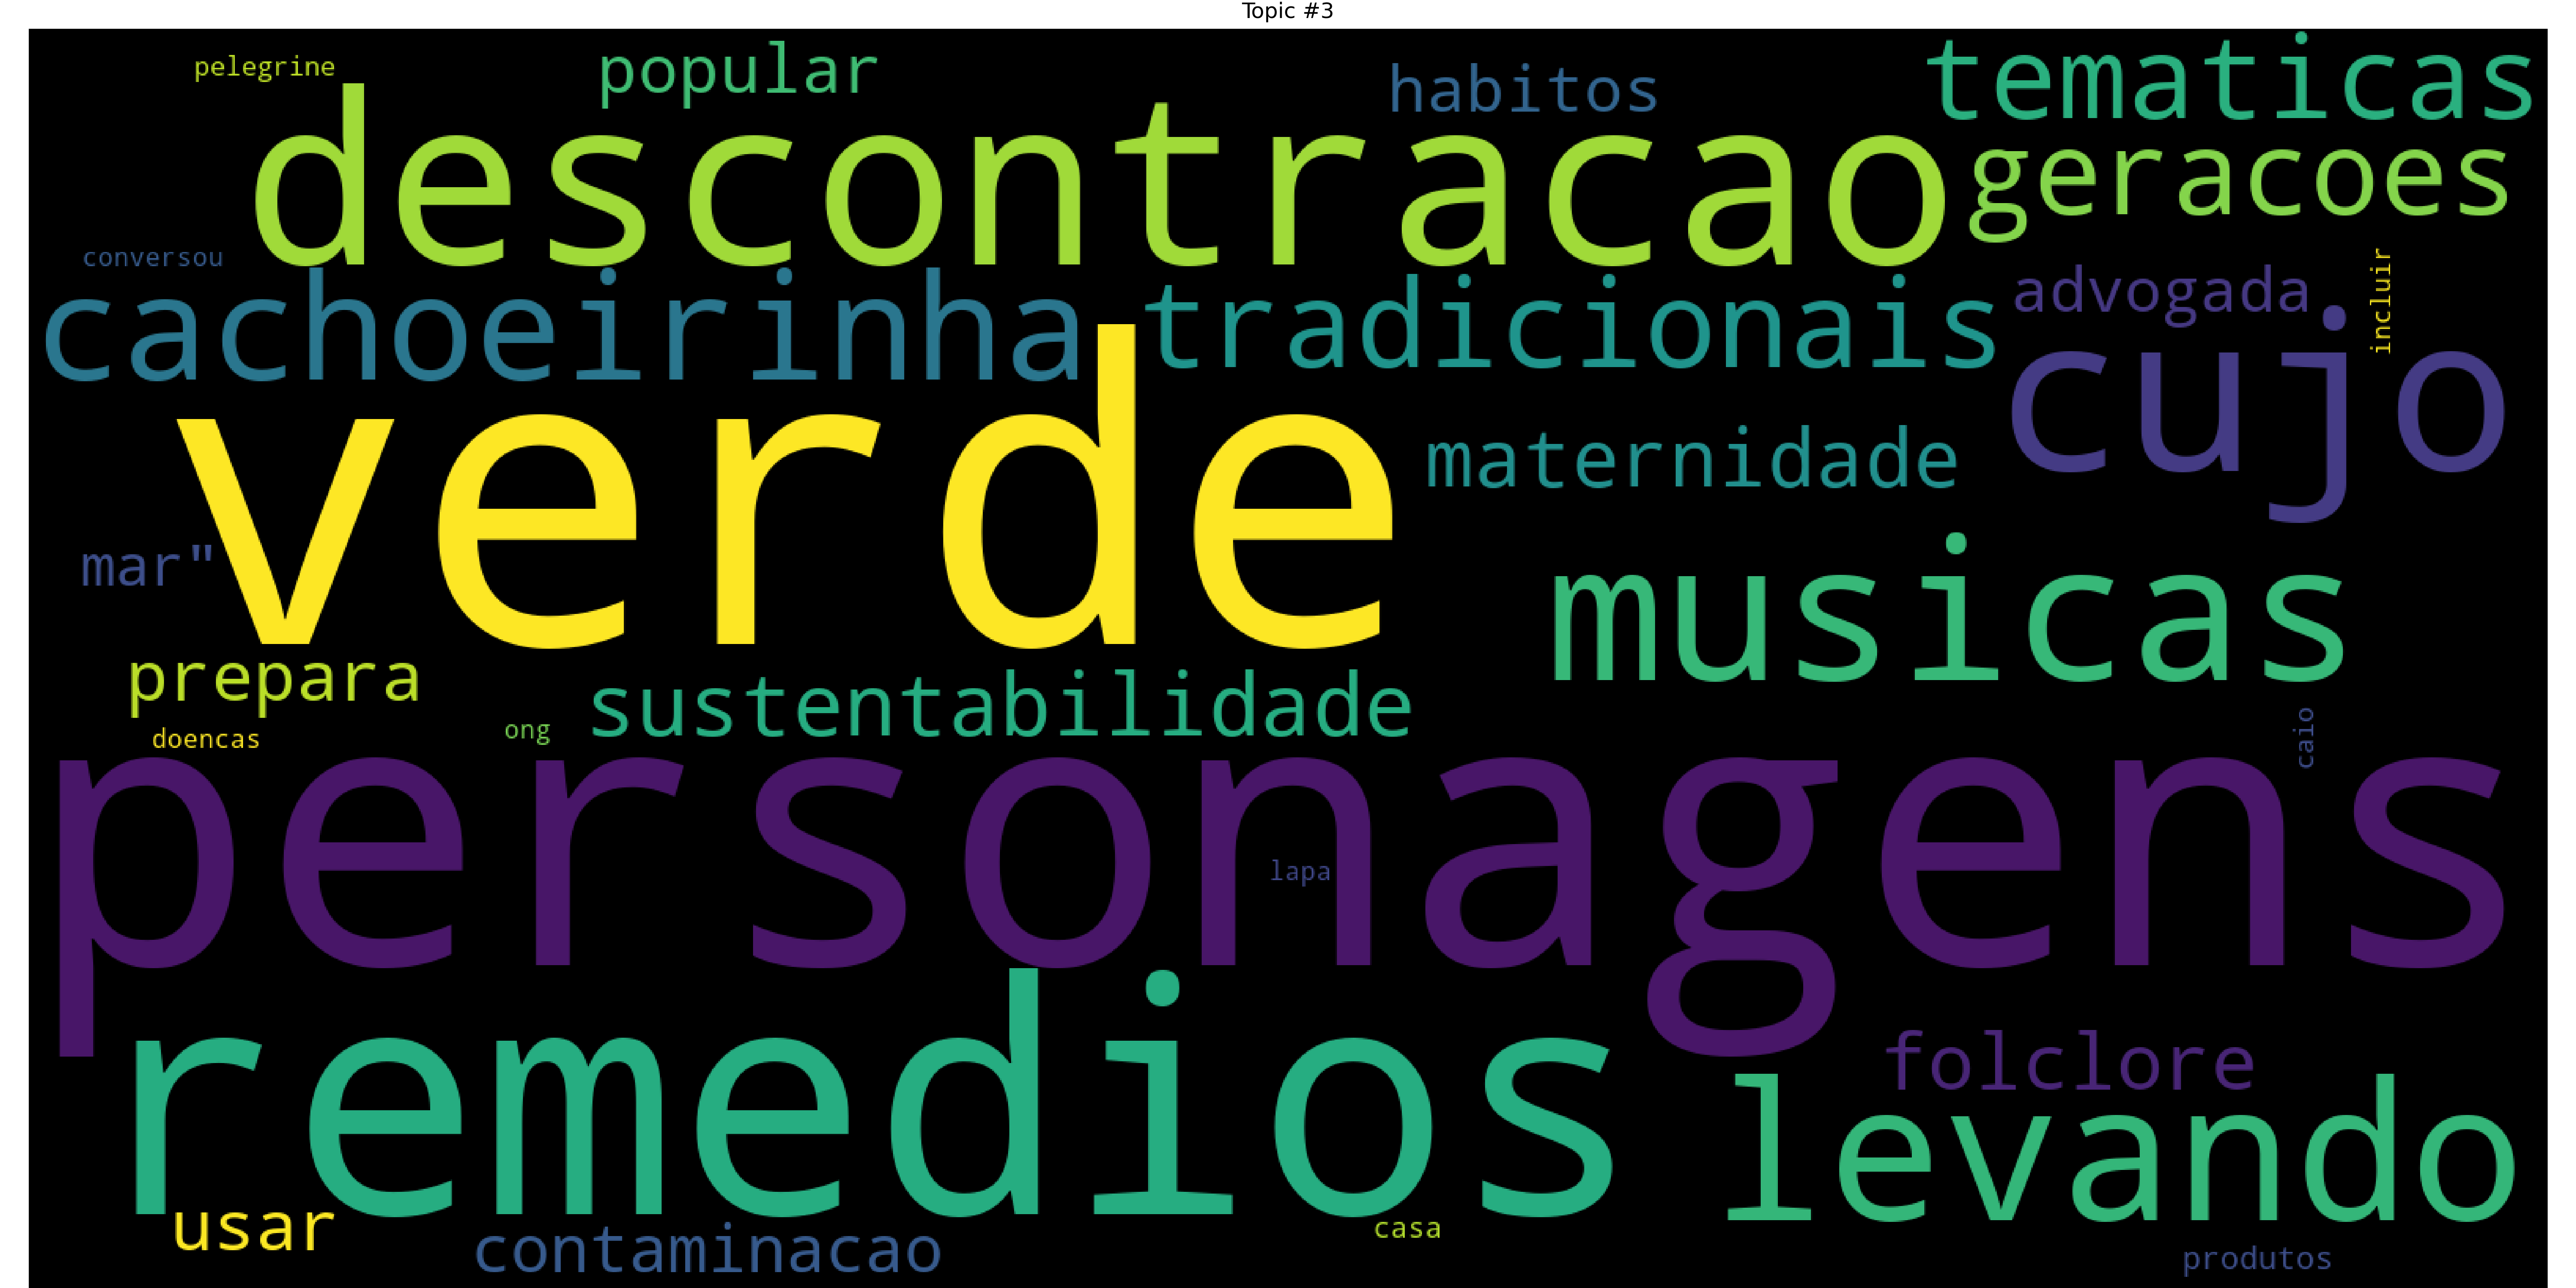 Topic #3
pelegrine
popular
habitos
tematicas
descontracao
geracoes
conversou
cachoeirinha
tradicionais
advogada
incluir
cujo
verde
maternidade
mar"
musicas
prepara
sustentabilidade
doencas
ong
caio
personagens
lapa
remedios
folclore
levando
usar
contaminacao
casa
produtos